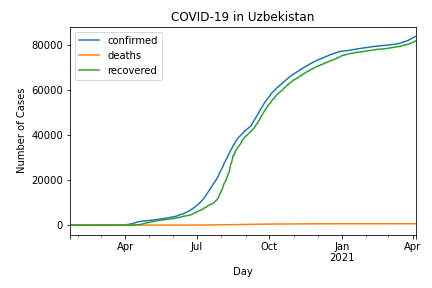 COVID-19 in Uzbekistan
confirmed
deaths
recovered
80000
60000
40000
20000
0
Number of Cases
Apr
Jul
Oct
Jan
2021
Apr
Day